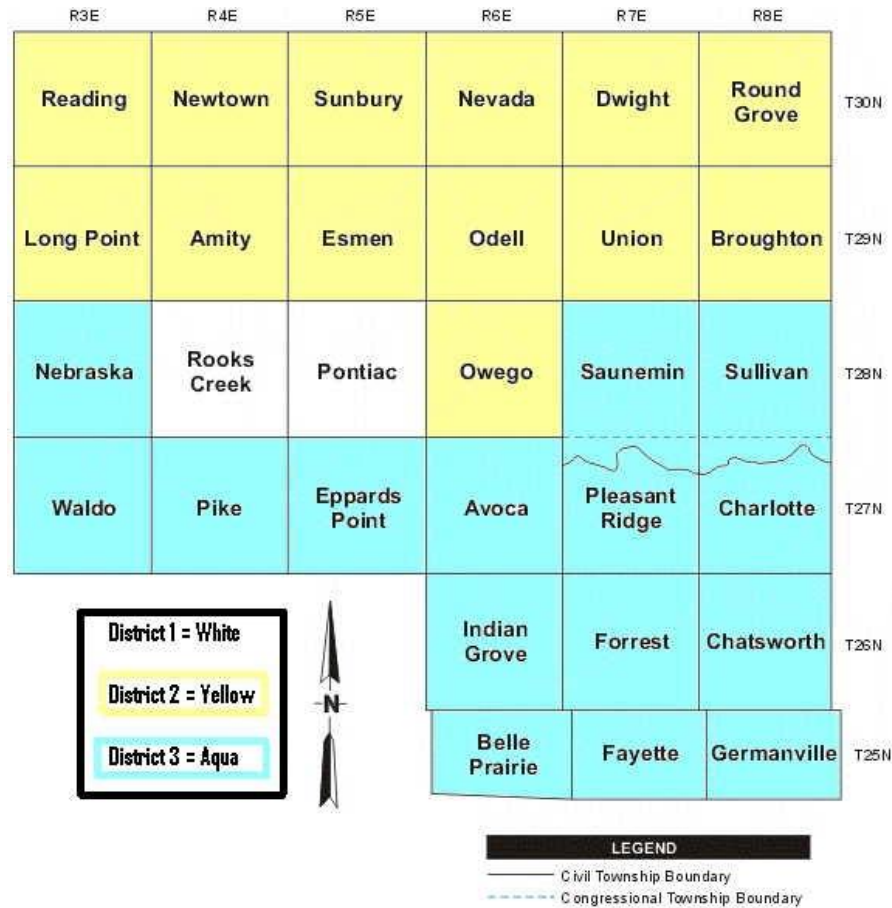 R3E R4E R5E R6E R7E R8E
Reading Newtown Sunbury Nevada Dwight Round
Grove
T30N
Long Point Amity Esmen Odell Union Broughton T29N
Nebraska Rooks
Creek
Pontiac Owego Saunemin Sullivan T28N
Waldo Pike Eppards
Point
Avoca Pleasant
Ridge
Charlotte T27N
Indian
Grove
Forrest Chatsworth T26N
Belle
Prairie
Fayette Germanville T25N
District 1 = White
District 2 = Yellow
District 3 = Aqua
N
LEGEND
Civil Township Boundary
Congressional Township Boundary